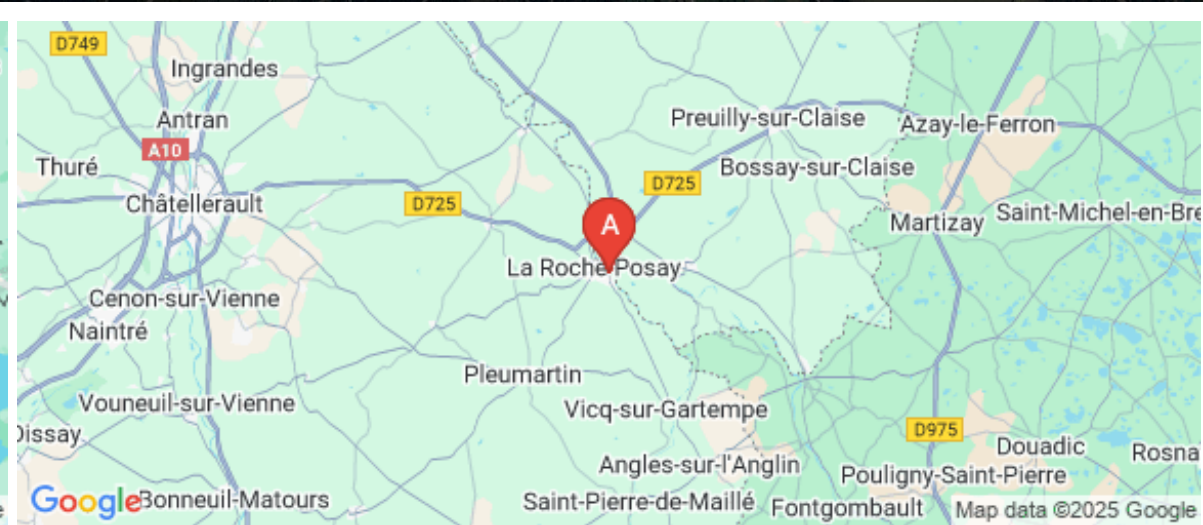 D749
Ingrandes
Antran
A10
Thuré
Châtellerault
D725
Preuilly-sur-Claise
Azay-le-Ferron
Bossay-sur-Claise
D725
A
Martizay
Saint-Michel-en-Bre
La Roche-Posay
Cenon-sur-Vienne
Naintré
Pleumartin
Vouneuil-sur-Vienne
Dissay
Vicq-sur-Gartempe
D975
Douadic
Rosna
Angles-sur-l'Anglin
Pouligny-Saint-Pierre
Google
Bonneuil-Matours
Saint-Pierre-de-Maillé
Fontgombault
Map data ©2025 Google